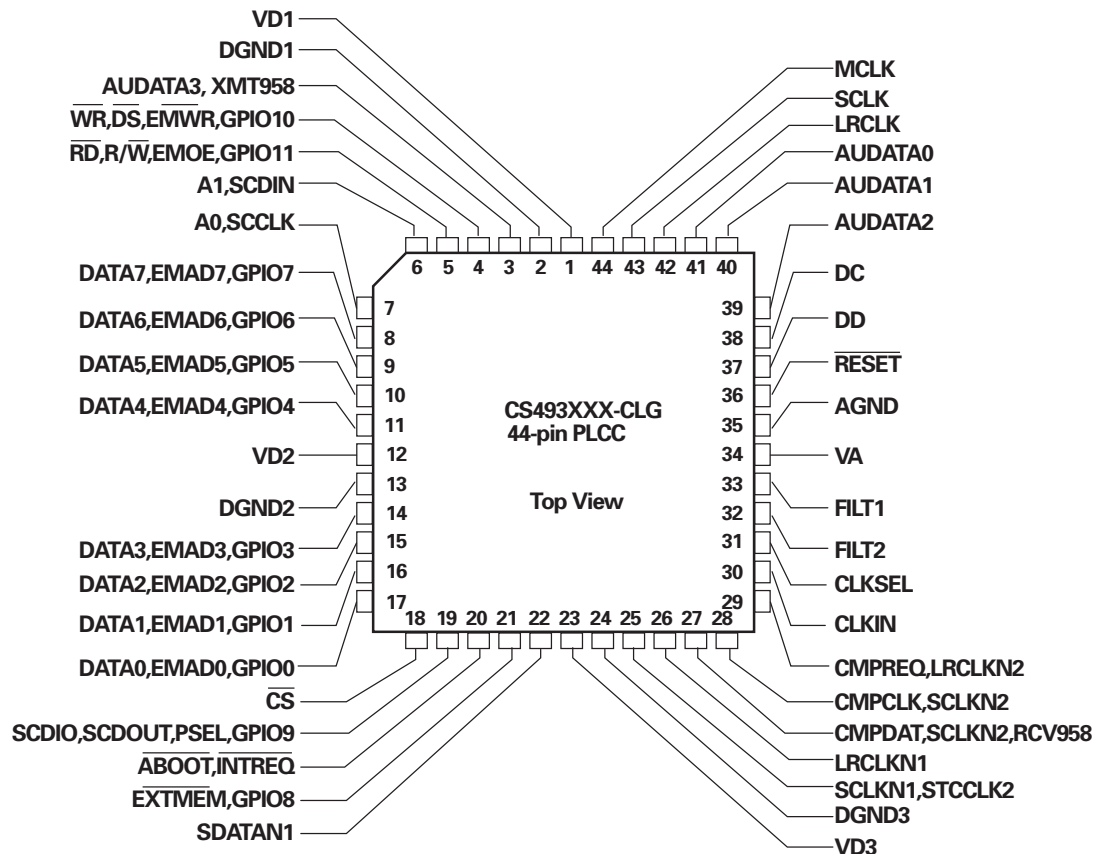 VD1
DGND1
AUDATA3, XMT958
WR,DS,EMWR,GPIO10
RD,R/W,EMOE,GPIO11
A1,SCDIN
A0,SCCLK
DATA7,EMAD7,GPIO7
DATA6,EMAD6,GPIO6
DATA5,EMAD5,GPIO5
DATA4,EMAD4,GPIO4
VD2
DGND2
DATA3,EMAD3,GPIO3
DATA2,EMAD2,GPIO2
DATA1,EMAD1,GPIO1
DATA0,EMAD0,GPIO0
CS
SCDIO,SCDOUT,PSEL,GPIO9
ABOOT,INTREQ
EXTMEM,GPIO8
SDATAN1
6 5 4 3 2 1 44 43 42 41 40
7
8
9
10
11
12
13
14
15
16
17
CS493XXX-CLG
44-pin PLCC
Top View
39
38
37
36
35
34
33
32
31
30
29
18 19 20 21 22 23 24 25 26 27 28
MCLK
SCLK
LRCLK
AUDATA0
AUDATA1
AUDATA2
DC
DD
RESET
AGND
VA
FILT1
FILT2
CLKSEL
CLKIN
CMPREQ,LRCLKN2
CMPCLK,SCLKN2
CMPDAT,SCLKN2,RCV958
LRCLKN1
SCLKN1,STCCLK2
DGND3
VD3